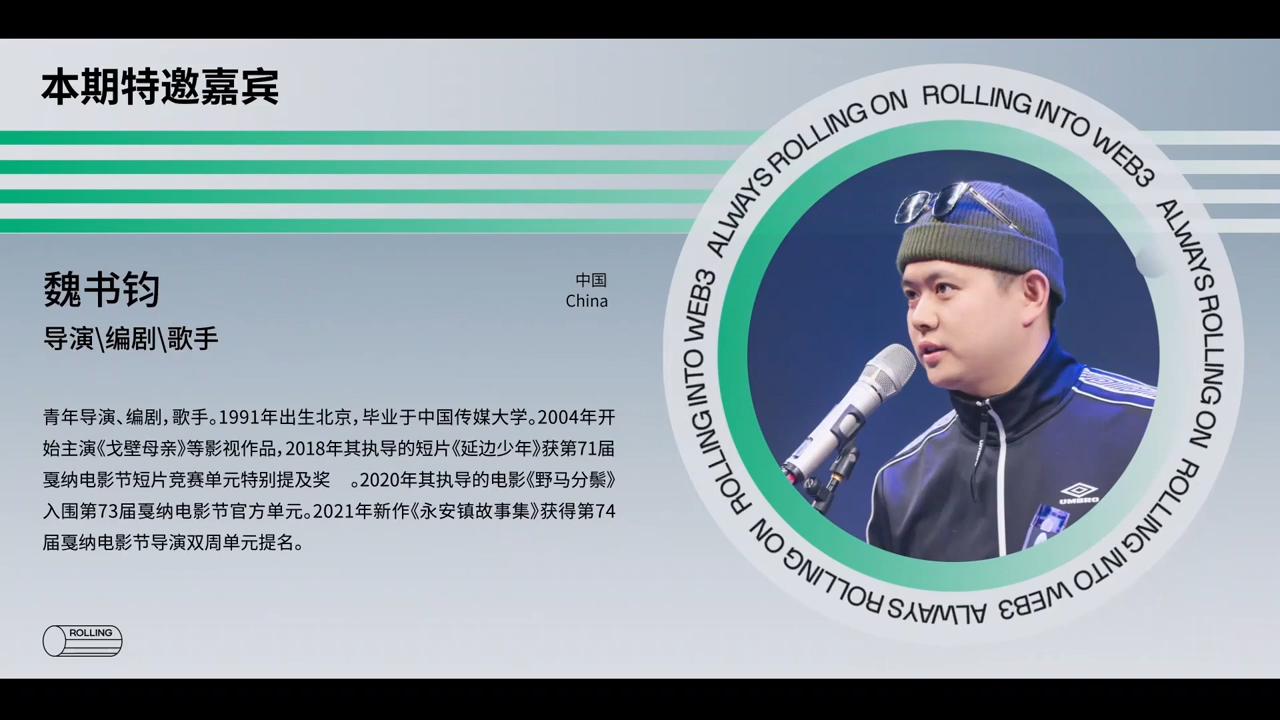 本期特邀嘉宾
魏书钧
中国
China
导演\编剧\歌手
青年导演、编剧，歌手。1991年出生北京，毕业于中国传媒大学。2004年开
始主演《戈壁母亲》等影视作品，2018年其执导的短片《延边少年》获第71届
戛纳电影节短片竞赛单元特别提及奖 。2020年其执导的电影《野马分鬃》
入围第73届戛纳电影节官方单元。2021年新作《永安镇故事集》获得第74
届戛纳电影节导演双周单元提名。
ROLLING
ROLLING INTO WEB3 ALWAYS ROLLING ON ROLLING INTO WEB3 ALWAYS ROLLING ON ROLLING INTO WEB3 ALWAYS ROLLING ON
UMBRO